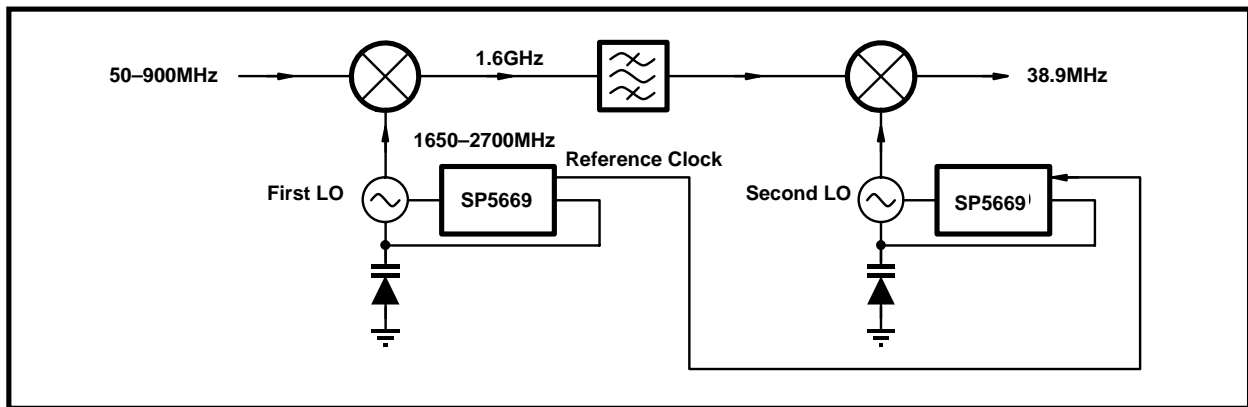 50–900MHz
1.6GHz
38.9MHz
1650–2700MHz
Reference Clock
First LO
SP5669
Second LO
SP5669